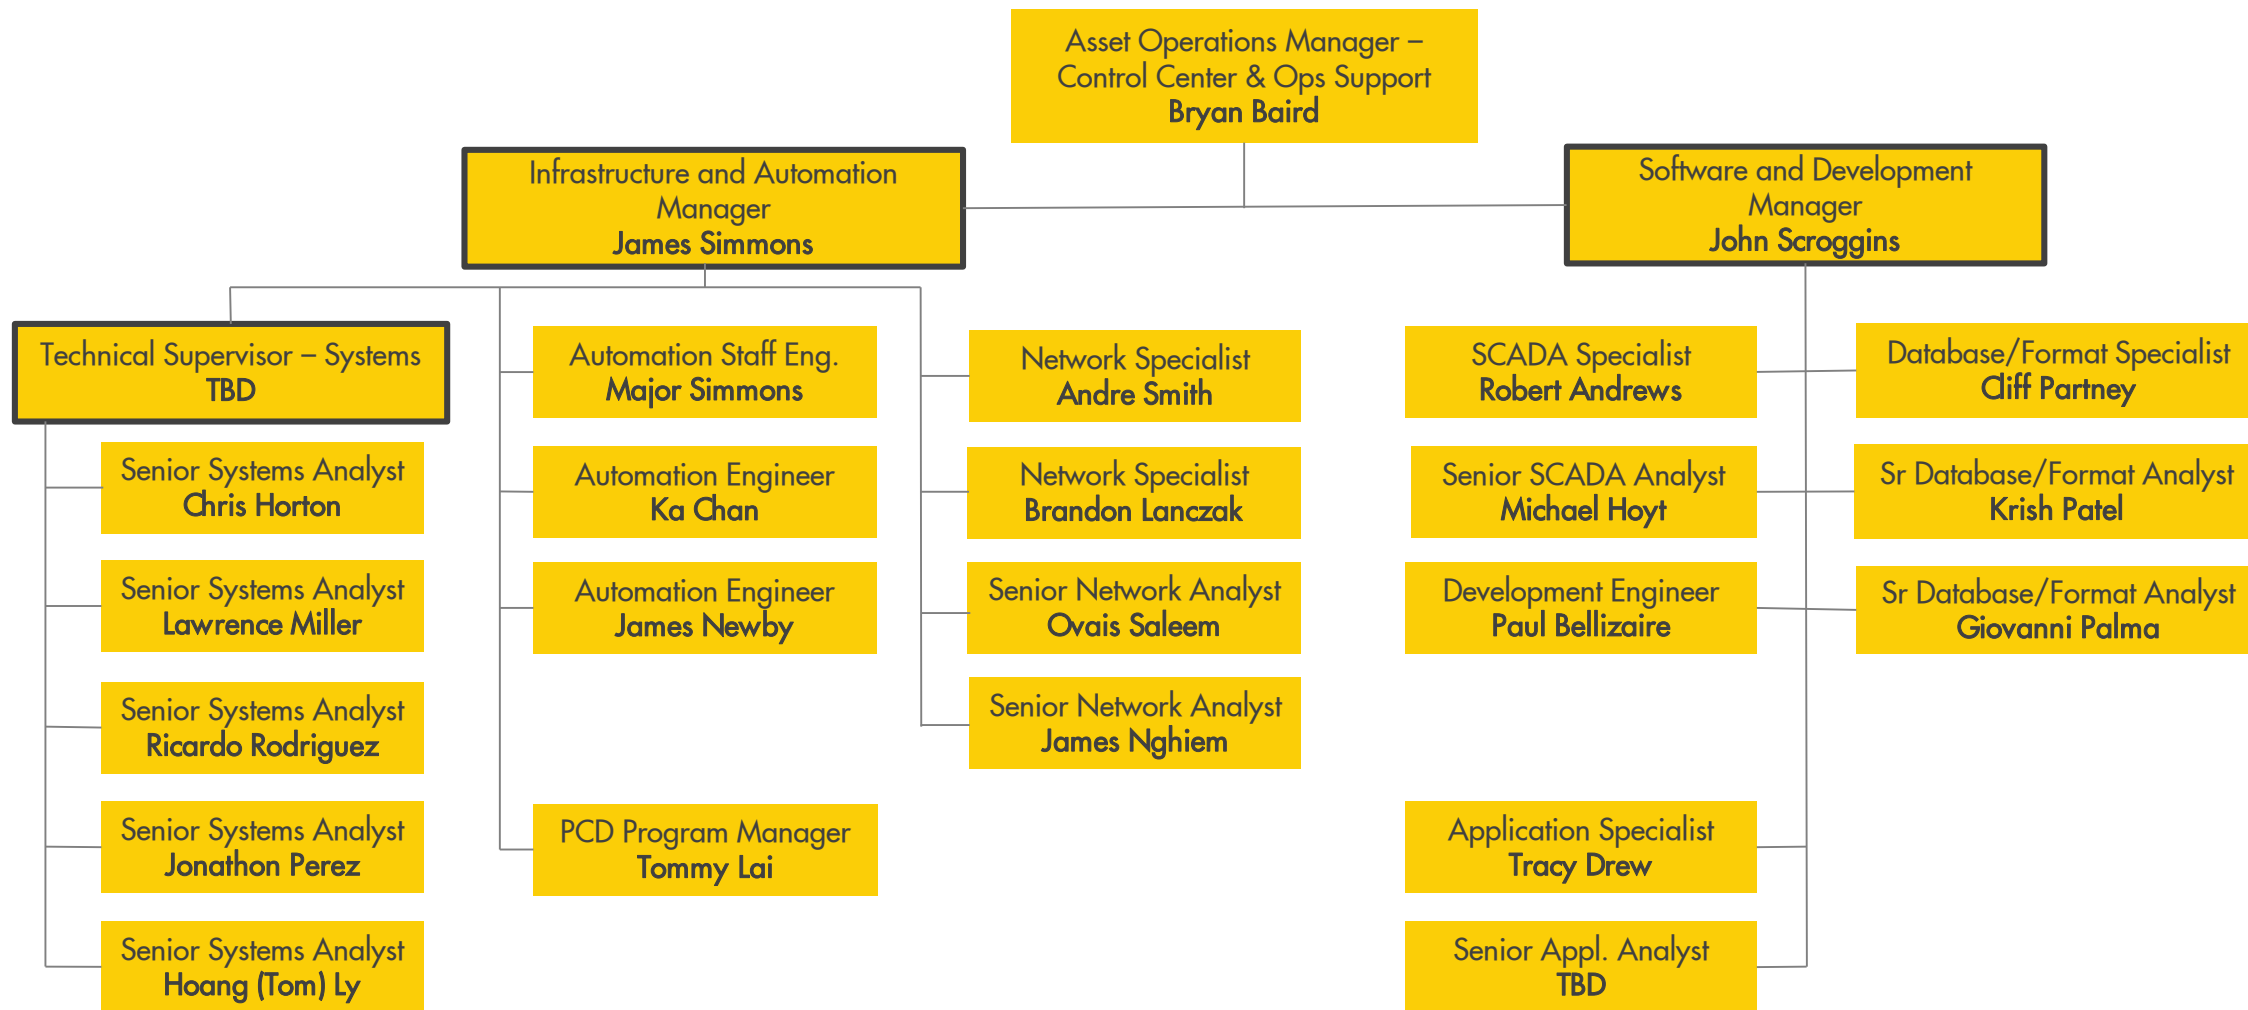 Asset Operations Manager –
Control Center & Ops Support
Bryan Baird
Infrastructure and Automation
Manager
James Simmons
Software and Development
Manager
John Scroggins
Technical Supervisor – Systems
TBD
Senior Systems Analyst
Chris Horton
Senior Systems Analyst
Lawrence Miller
Senior Systems Analyst
Ricardo Rodriguez
Senior Systems Analyst
Jonathon Perez
Senior Systems Analyst
Hoang (Tom) Ly
Automation Staff Eng.
Major Simmons
Automation Engineer
Ka Chan
Automation Engineer
James Newby
PCD Program Manager
Tommy Lai
Network Specialist
Andre Smith
Network Specialist
Brandon Lanczak
Senior Network Analyst
Ovais Saleem
Senior Network Analyst
James Nghiem
SCADA Specialist
Robert Andrews
Senior SCADA Analyst
Michael Hoyt
Development Engineer
Paul Bellizaire
Application Specialist
Tracy Drew
Senior Appl. Analyst
TBD
Database/Format Specialist
Cliff Partney
Sr Database/Format Analyst
Krish Patel
Sr Database/Format Analyst
Giovanni Palma